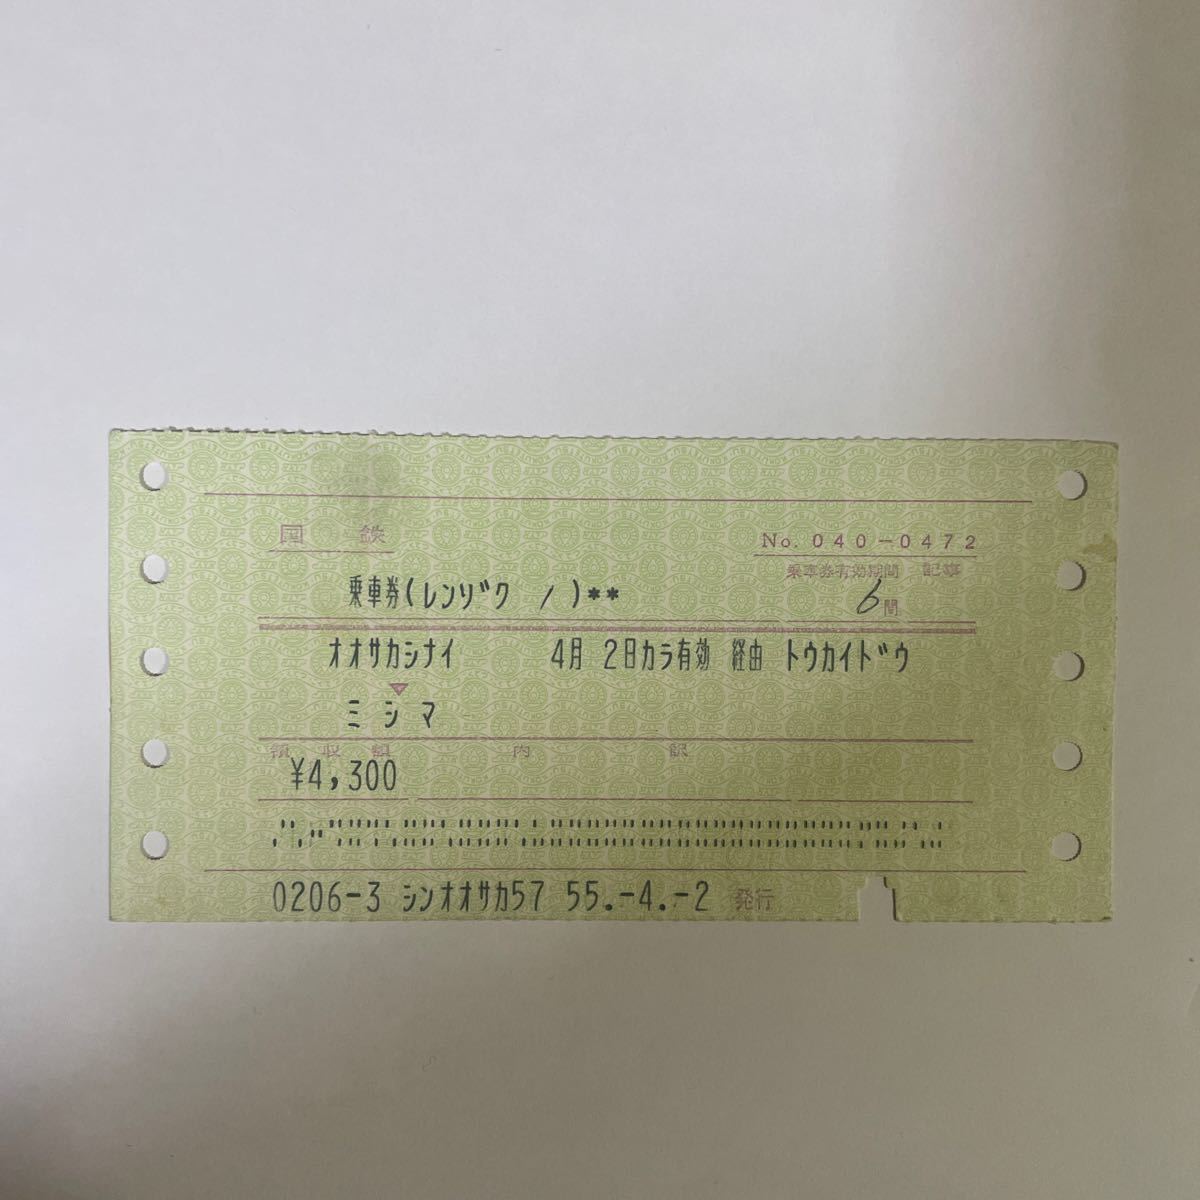 国鉄
No. 040-0472
乗車券有効期間 記事
乗車券(レンゾク / )**
6間
オオサカシナイ 4月 2日カラ有効 経由 トウカイドウ
▼
ミシマ
領収額 内訳
¥4,300
0206-3 シンオオサカ57 55.-4.-2 発行